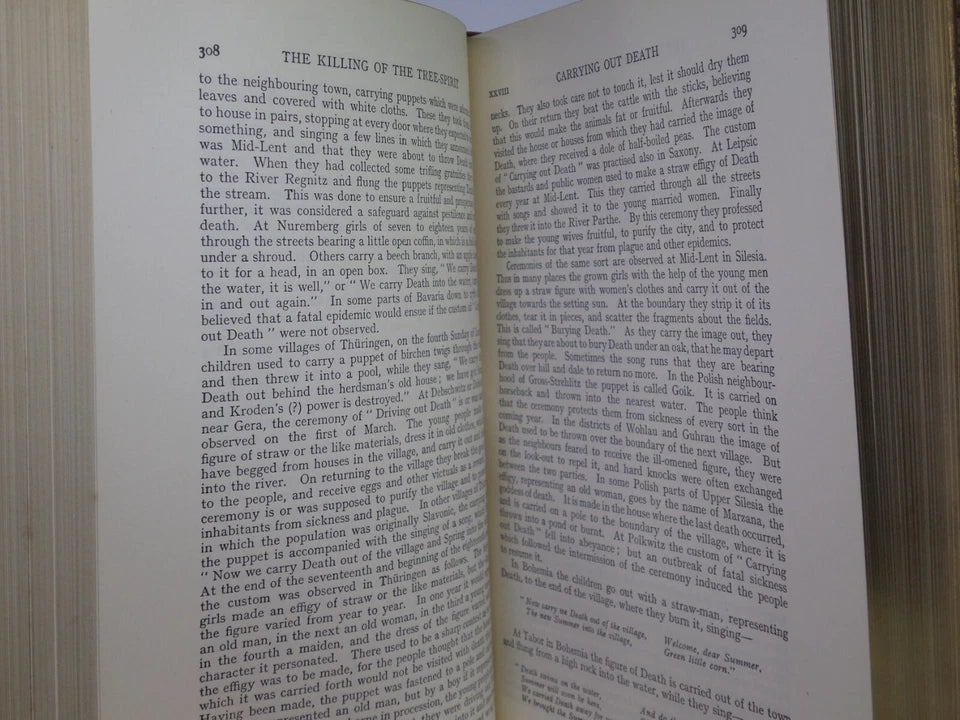 308
THE KILLING OF THE TREE-SPIRIT
to the neighbouring town, carrying puppets which were
leaves and covered with white cloths. These they took
to house in pairs, stopping at every door where they
something, and singing a few lines in which they announced
was Mid-Lent and that they were about to throw Death
water. When they had collected some trifling gratuities
to the River Regnitz and flung the puppets representing
the stream. This was done to ensure a fruitful and
further, it was considered a safeguard against pestilence and
death. At Nuremberg girls of seven to eighteen years
through the streets bearing a little open coffin, in which is a
under a shroud. Others carry a beech branch, with an apple
to it for a head, in an open box. They sing, " We carry
the water, it is well," or " We carry Death into the water,
in and out again." In some parts of Bavaria down to
believed that a fatal epidemic would ensue if the custom of
out Death " were not observed.
In some villages of Thüringen, on the fourth Sunday of
children used to carry a puppet of birchen twigs through the
and then threw it into a pool, while they sang, " We carry
Death out behind the herdsman's old house ; we have
and Kroden's (?) power is destroyed." At Debschwitz or
near Gera, the ceremony of " Driving out Death " is
observed on the first of March. The young people
figure of straw or the like materials, dress it in old clothes,
have begged from houses in the village, and carry it out and
into the river. On returning to the village they break the
to the people, and receive eggs and other victuals as a
ceremony is or was supposed to purify the village and
inhabitants from sickness and plague. In other villages of
in which the population was originally Slavonic, the
the puppet is accompanied with the singing of a song,
" Now we carry Death out of the village and Spring
At the end of the seventeenth and beginning of the
the custom was observed in Thüringen as follows. The
girls made an effigy of straw or the like materials, but the
the figure varied from year to year. In one year it would
an old man, in the next an old woman, in the third a young
in the fourth a maiden, and the dress of the figure varied
character it personated. There used to be a sharp
the effigy was to be made, for the people thought that
which it was carried forth would not be visited with
Having been made, the puppet was fastened to a pole and
represented an old man, but by a boy if it
in procession, the young
that they were driving
309
CARRYING OUT DEATH
XXVIII
necks. They also took care not to touch it, lest it should dry them
up. On their return they beat the cattle with the sticks, believing
that this would make the animals fat or fruitful. Afterwards they
visited the house or houses from which they had carried the image of
Death, where they received a dole of half-boiled peas. The custom
of "Carrying out Death" was practised also in Saxony. At Leipsic
the bastards and public women used to make a straw effigy of Death
every year at Mid-Lent. This they carried through all the streets
with songs and showed it to the young married women. Finally
they threw it into the River Parthe. By this ceremony they professed
to make the young wives fruitful, to purify the city, and to protect
the inhabitants for that year from plague and other epidemics.
Ceremonies of the same sort are observed at Mid-Lent in Silesia.
Thus in many places the grown girls with the help of the young men
dress up a straw figure with women's clothes and carry it out of the
village towards the setting sun. At the boundary they strip it of its
clothes, tear it in pieces, and scatter the fragments about the fields.
This is called "Burying Death." As they carry the image out, they
sing that they are about to bury Death under an oak, that he may depart
from the people. Sometimes the song runs that they are bearing
Death over hill and dale to return no more. In the Polish neighbour-
hood of Gross-Strehlitz the puppet is called Goik. It is carried on
horseback and thrown into the nearest water. The people think
that the ceremony protects them from sickness of every sort in the
coming year. In the districts of Wohlau and Guhrau the image of
Death used to be thrown over the boundary of the next village. But
as the neighbours feared to receive the ill-omened figure, they were
on the look-out to repel it, and hard knocks were often exchanged
between the two parties. In some Polish parts of Upper Silesia the
effigy, representing an old woman, goes by the name of Marzana, the
goddess of death. It is made in the house where the last death occurred,
and is carried on a pole to the boundary of the village, where it is
thrown into a pond or burnt. At Polkwitz the custom of "Carrying
out Death" fell into abeyance ; but an outbreak of fatal sickness
which followed the intermission of the ceremony induced the people
to resume it.
In Bohemia the children go out with a straw-man, representing
Death, to the end of the village, where they burn it, singing—
"Now carry we Death out of the village,
The new Summer into the village,
Welcome, dear Summer,
Green little corn."
At Tabor in Bohemia the figure of Death is carried out of the town
and flung from a high rock into the water, while they sing—
"Death swims on the water,
Summer will soon be here,
We carried Death away for
We brought the Summer